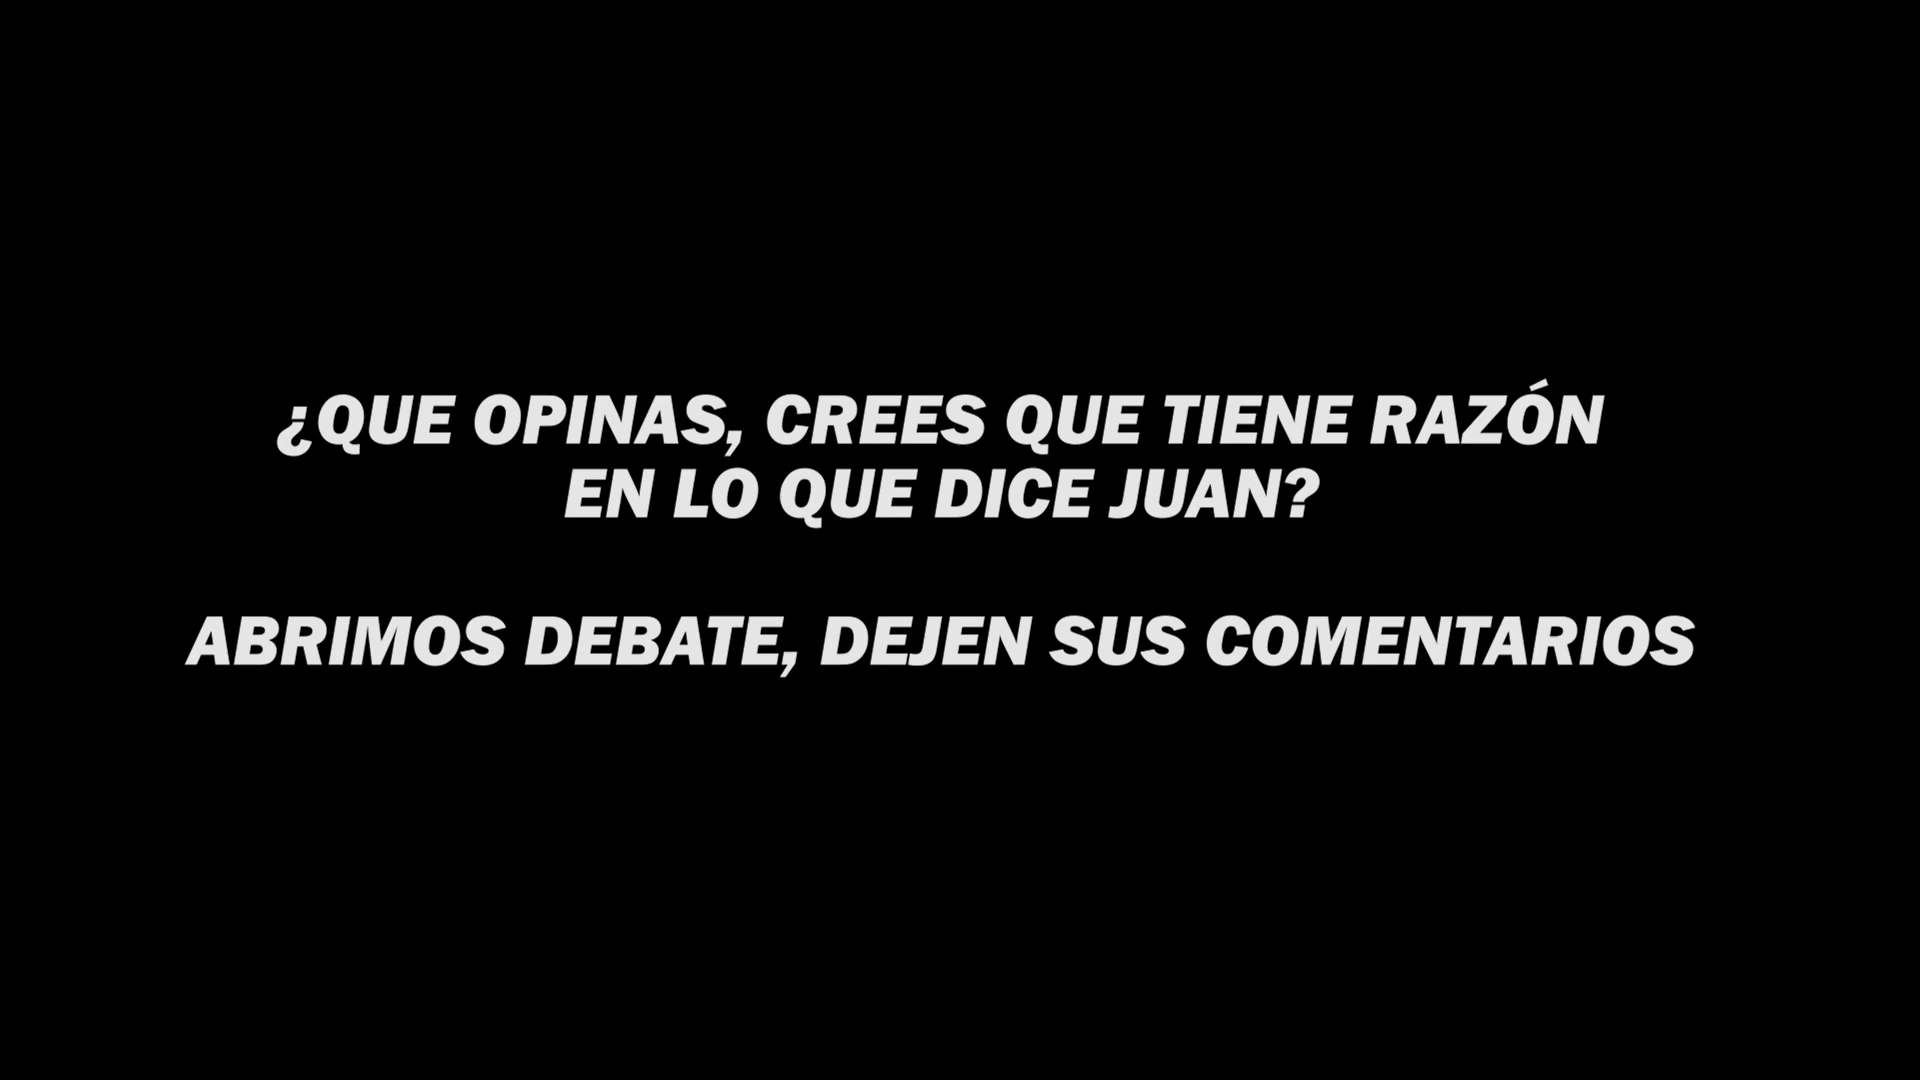 ¿QUE OPINAS, CREES QUE TIENE RAZÓN
EN LO QUE DICE JUAN?
ABRIMOS DEBATE, DEJEN SUS COMENTARIOS